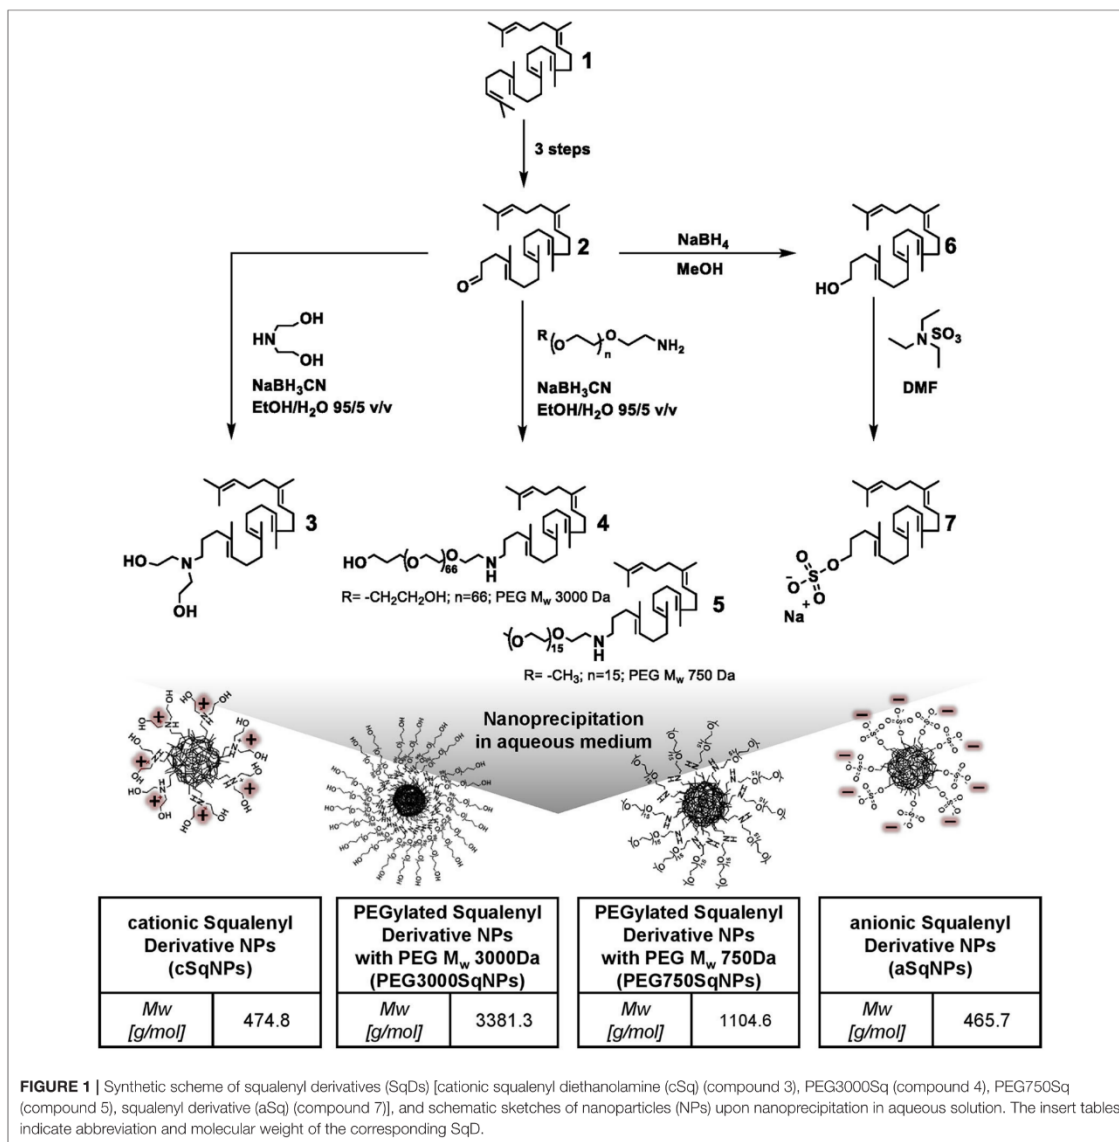 1
3 steps
2
O
NaBH4
MeOH
6
HO
OH
HN
OH
NaBH3CN
EtOH/H2O 95/5 v/v
R(O)n O NH2
NaBH3CN
EtOH/H2O 95/5 v/v
N SO3
DMF
3
HO N
OH
4
HO (O)66 O N H
R= -CH2CH2OH; n=66; PEG Mw 3000 Da
5
(O)15 O N H
R= -CH3; n=15; PEG Mw 750 Da
7
O
-O S O
O
Na+
Nanoprecipitation
in aqueous medium
cationic Squalenyl
Derivative NPs
(cSqNPs)
Mw
[g/mol]
474.8
PEGylated Squalenyl
Derivative NPs
with PEG Mw 3000Da
(PEG3000SqNPs)
Mw
[g/mol]
3381.3
PEGylated Squalenyl
Derivative NPs
with PEG Mw 750Da
(PEG750SqNPs)
Mw
[g/mol]
1104.6
anionic Squalenyl
Derivative NPs
(aSqNPs)
Mw
[g/mol]
465.7
FIGURE 1 | Synthetic scheme of squalenyl derivatives (SqDs) [cationic squalenyl diethanolamine (cSq) (compound 3), PEG3000Sq (compound 4), PEG750Sq
(compound 5), squalenyl derivative (aSq) (compound 7)], and schematic sketches of nanoparticles (NPs) upon nanoprecipitation in aqueous solution. The insert tables
indicate abbreviation and molecular weight of the corresponding SqD.